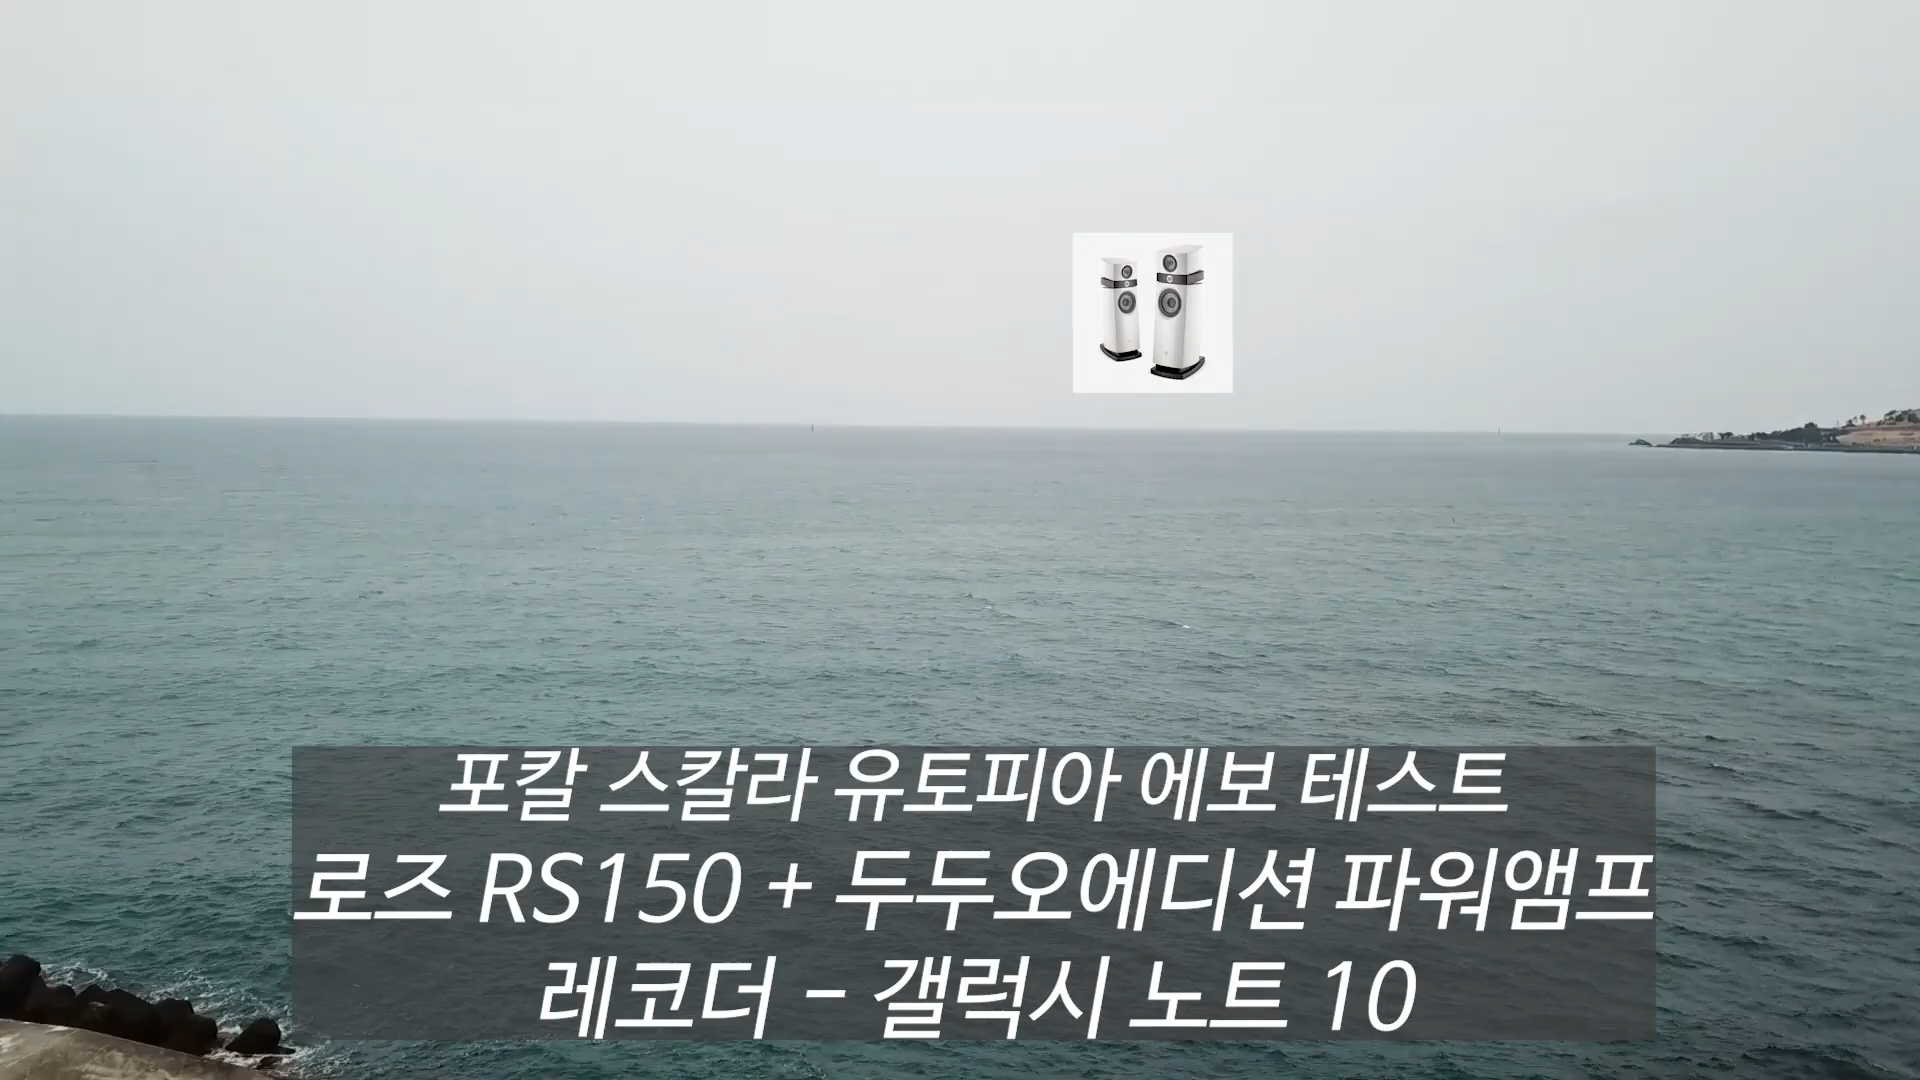 포칼 스칼라 유토피아 에보 테스트
로즈 RS150 + 두두오에디션 파워앰프
레코더 - 갤럭시 노트 10